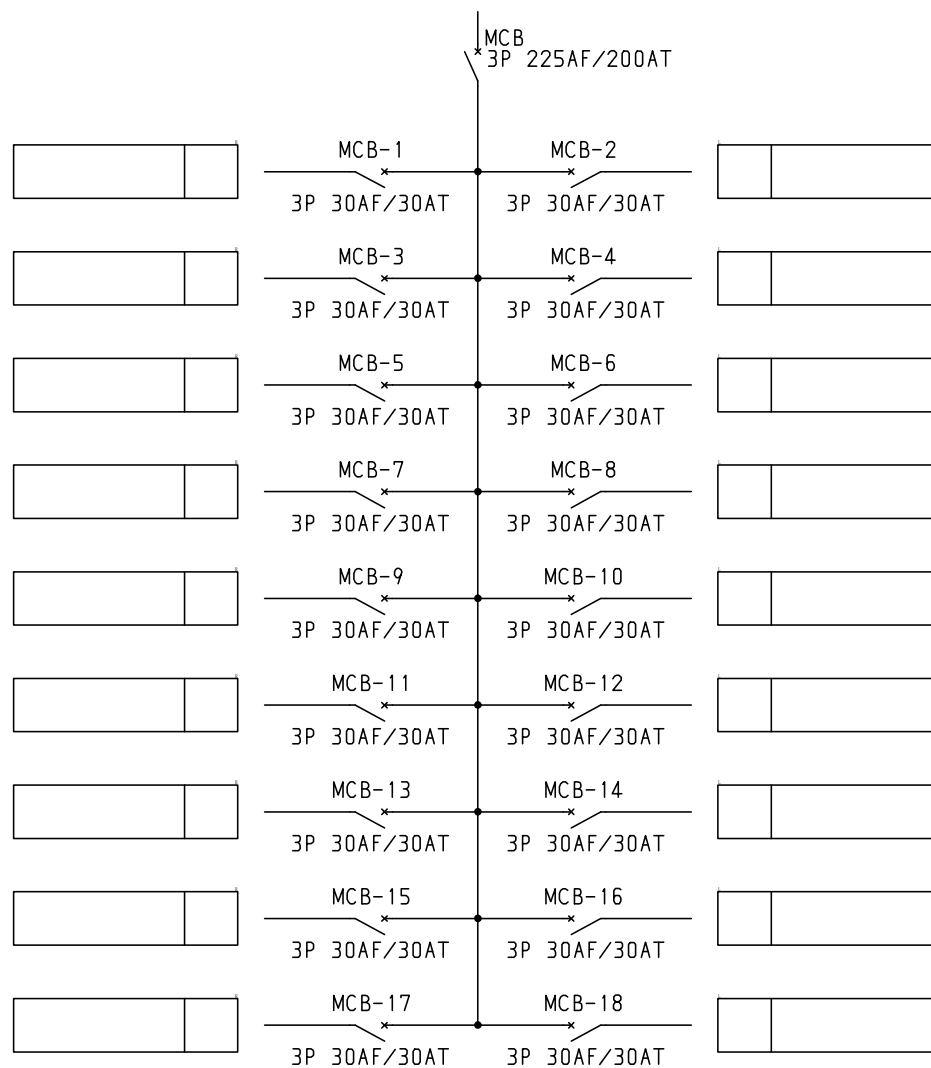 MCB
3P 225AF/200AT
MCB-1 MCB-2
3P 30AF/30AT 3P 30AF/30AT
MCB-3 MCB-4
3P 30AF/30AT 3P 30AF/30AT
MCB-5 MCB-6
3P 30AF/30AT 3P 30AF/30AT
MCB-7 MCB-8
3P 30AF/30AT 3P 30AF/30AT
MCB-9 MCB-10
3P 30AF/30AT 3P 30AF/30AT
MCB-11 MCB-12
3P 30AF/30AT 3P 30AF/30AT
MCB-13 MCB-14
3P 30AF/30AT 3P 30AF/30AT
MCB-15 MCB-16
3P 30AF/30AT 3P 30AF/30AT
MCB-17 MCB-18
3P 30AF/30AT 3P 30AF/30AT